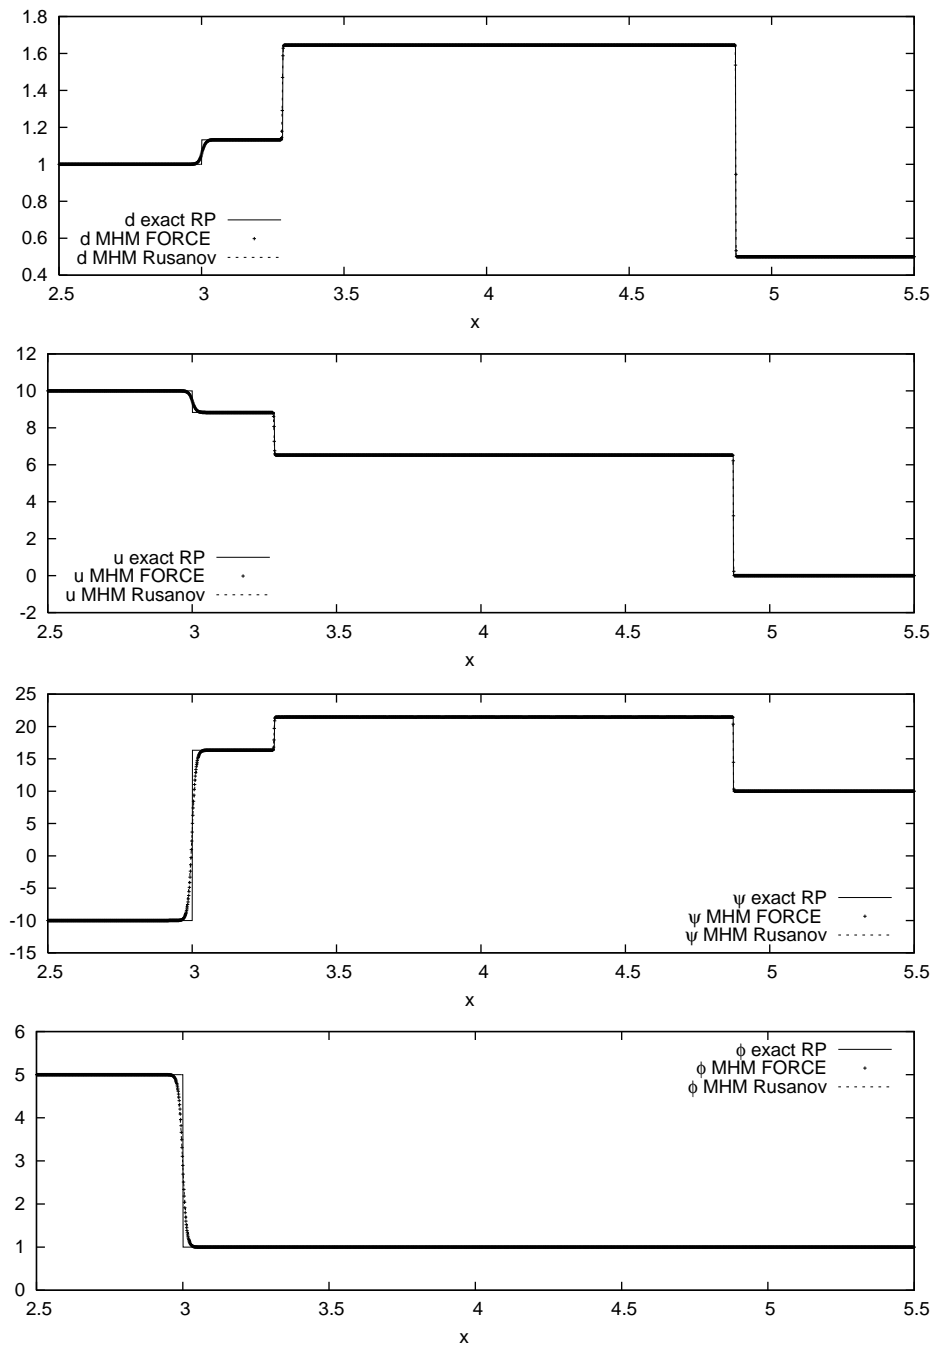 1.8
1.6
1.4
1.2
1
0.8
0.6
0.4
d exact RP
d MHM FORCE
d MHM Rusanov
2.5 3 3.5 4 4.5 5 5.5
x
12
10
8
6
4
2
0
-2
u exact RP
u MHM FORCE
u MHM Rusanov
2.5 3 3.5 4 4.5 5 5.5
x
25
20
15
10
5
0
-5
-10
-15
ψ exact RP
ψ MHM FORCE
ψ MHM Rusanov
2.5 3 3.5 4 4.5 5 5.5
x
6
5
4
3
2
1
0
ϕ exact RP
ϕ MHM FORCE
ϕ MHM Rusanov
2.5 3 3.5 4 4.5 5 5.5
x